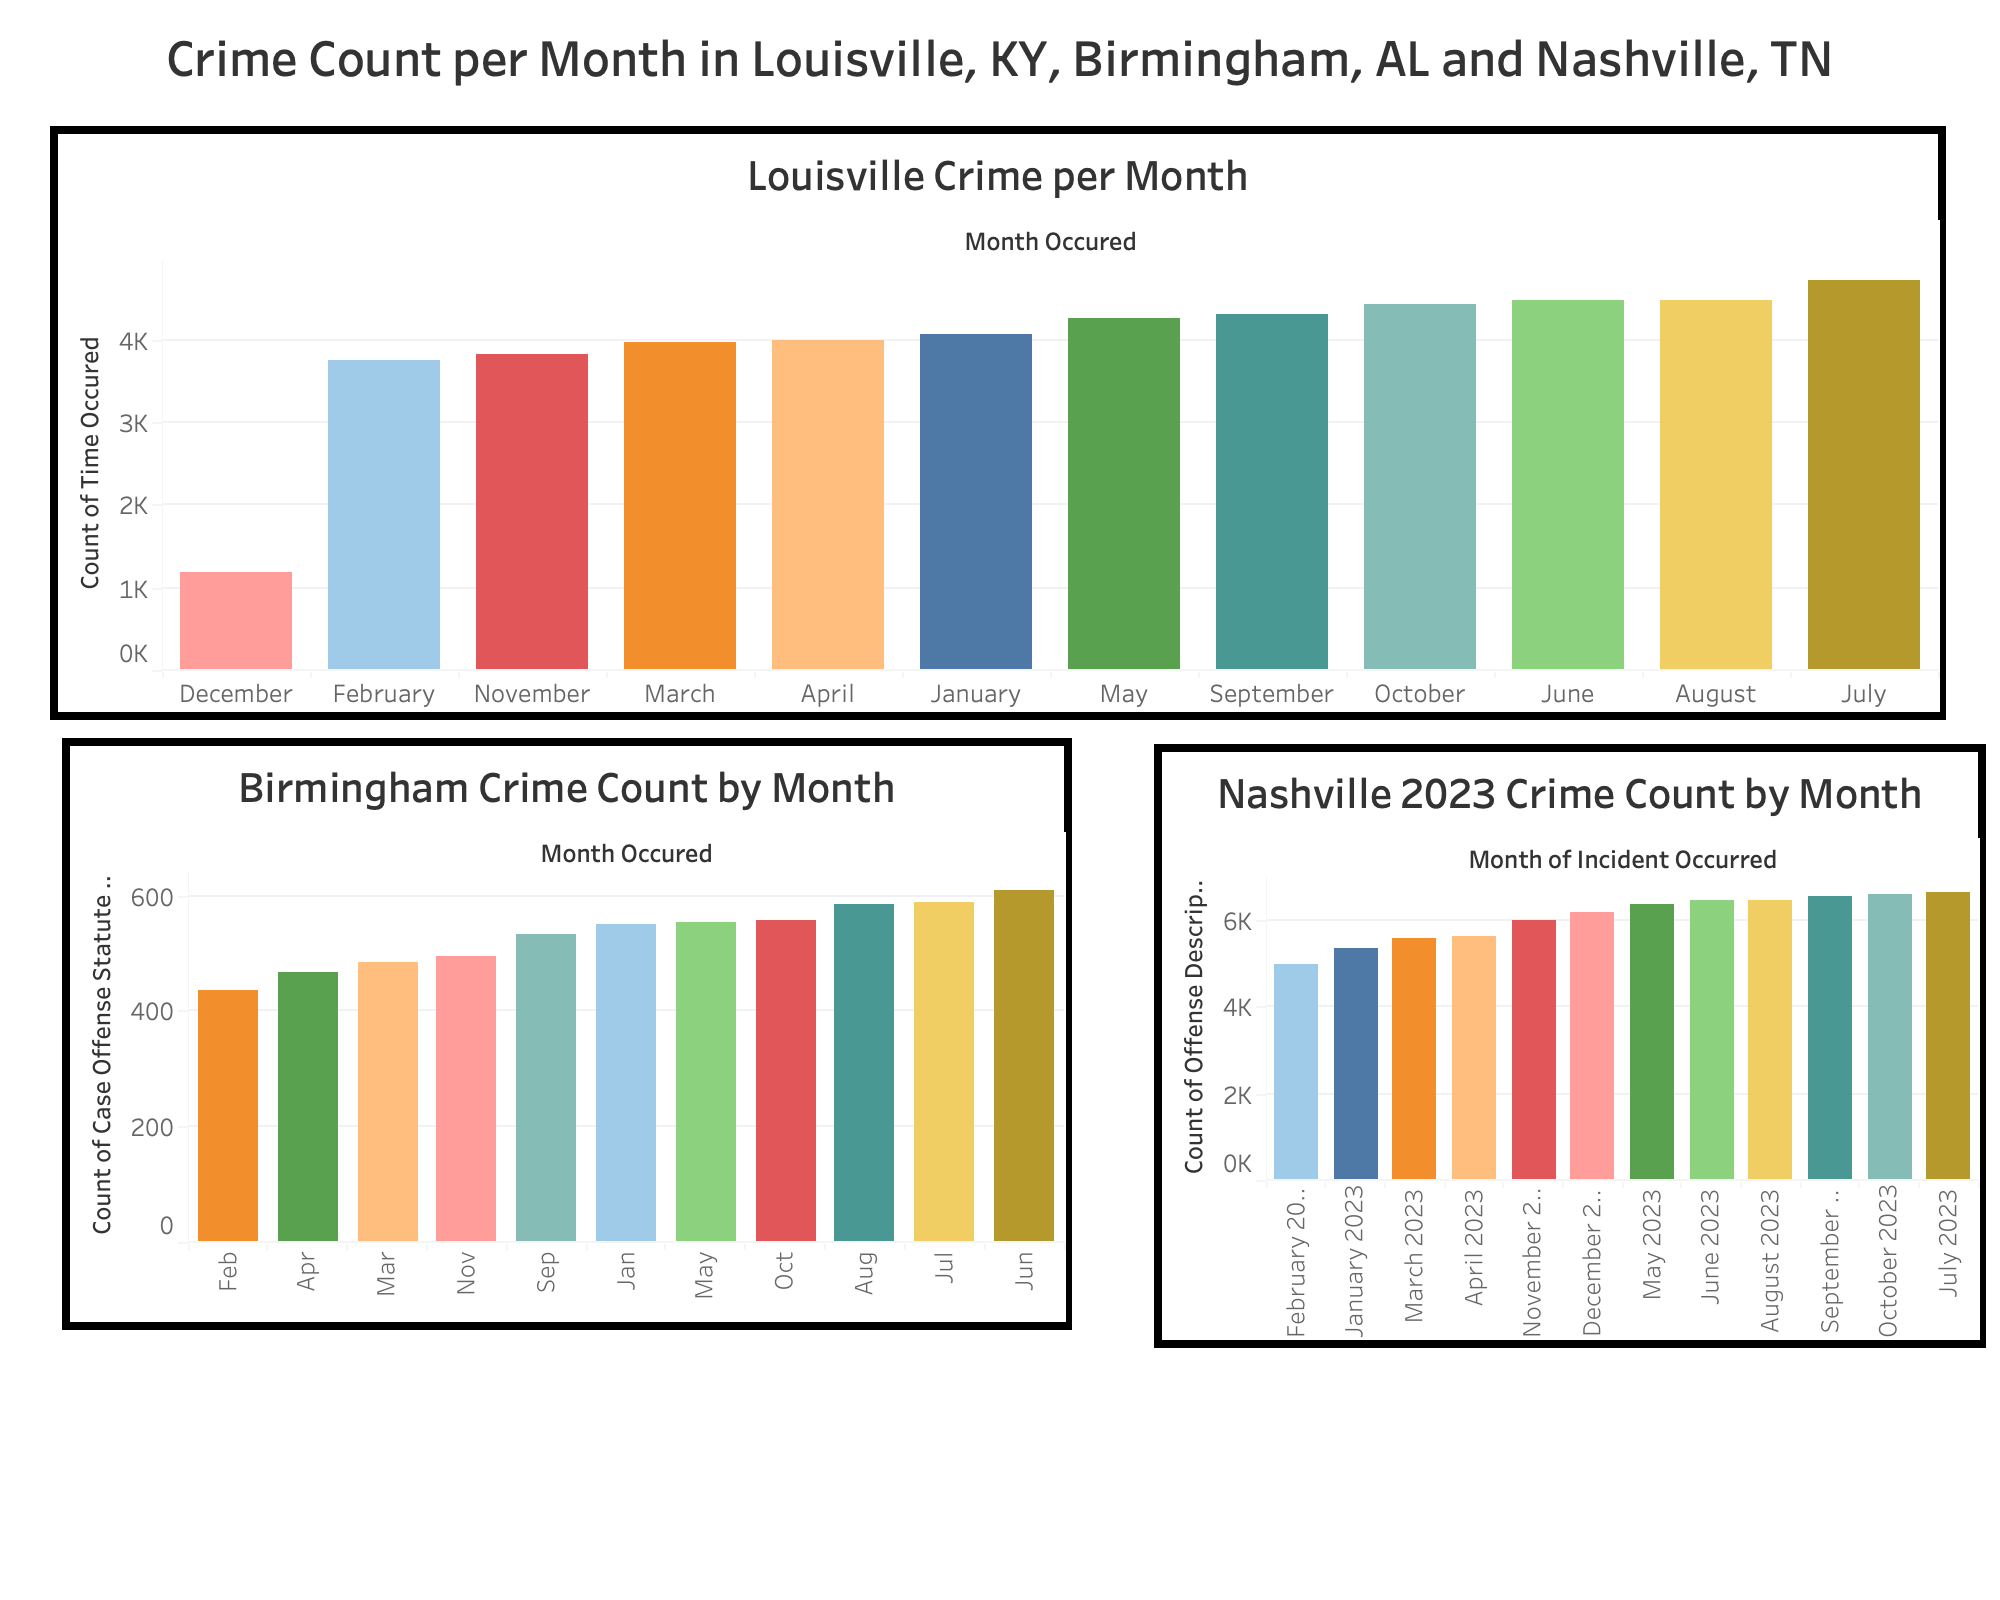 Crime Count per Month in Louisville, KY, Birmingham, AL and Nashville, TN
Louisville Crime per Month
Month Occured
Count of Time Occured
4K
3K
2K
1K
0K
December February November March April January May September October June August July
Birmingham Crime Count by Month
Month Occured
Count of Case Offense Statute ..
600
400
200
0
Feb Apr Mar Nov Sep Jan May Oct Aug Jul Jun
Nashville 2023 Crime Count by Month
Month of Incident Occurred
Count of Offense Descrip..
6K
4K
2K
0K
February 20..
January 2023
March 2023
April 2023
November 2..
December 2..
May 2023
June 2023
August 2023
September ..
October 2023
July 2023